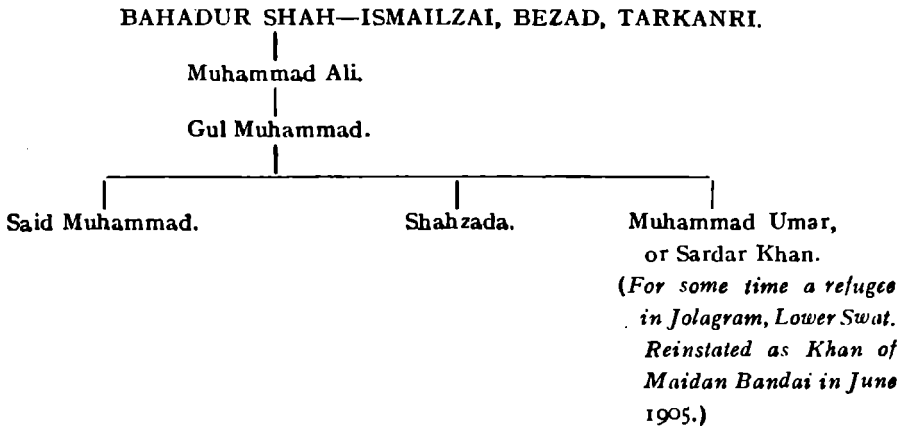 BAHADUR SHAH—ISMAILZAI, BEZAD, TARKANRI.
Muhammad Ali.
Gul Muhammad.
Said Muhammad.
Shahzada.
Muhammad Umar,
or Sardar Khan.
(For some time a refugee
in Jolagram, Lower Swat.
Reinstated as Khan of
Maidan Bandai in June
1905.)